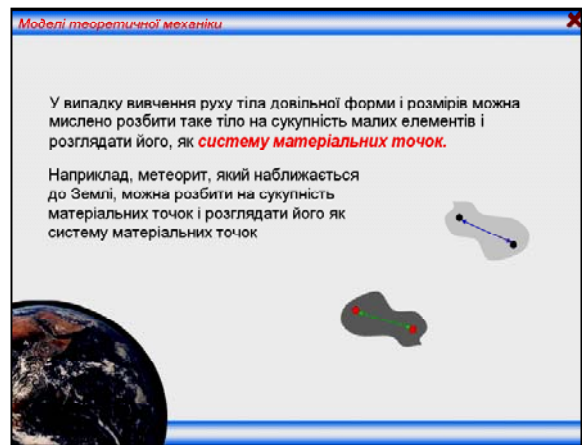 Моделі теоретичної механіки
У випадку вивчення руху тіла довільної форми і розмірів можна
мислено розбити таке тіло на сукупність малих елементів і
розглядати його, як систему матеріальних точок.
Наприклад, метеорит, який наближається
до Землі, можна розбити на сукупність
матеріальних точок і розглядати його як
систему матеріальних точок